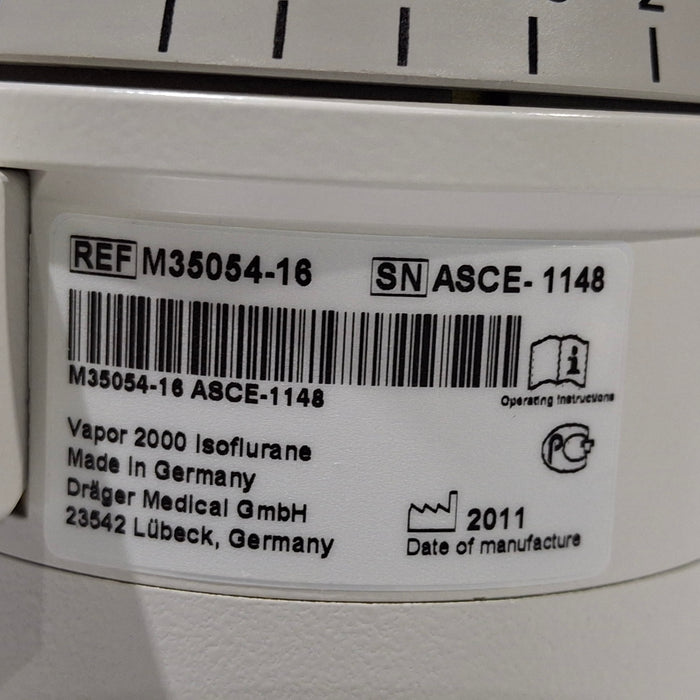 REF M35054-16 SN ASCE- 1148
M35054-16 ASCE-1148
Operating Instructions
Vapor 2000 Isoflurane
Made in Germany
Dräger Medical GmbH
23542 Lübeck, Germany
PG
2011
Date of manufacture